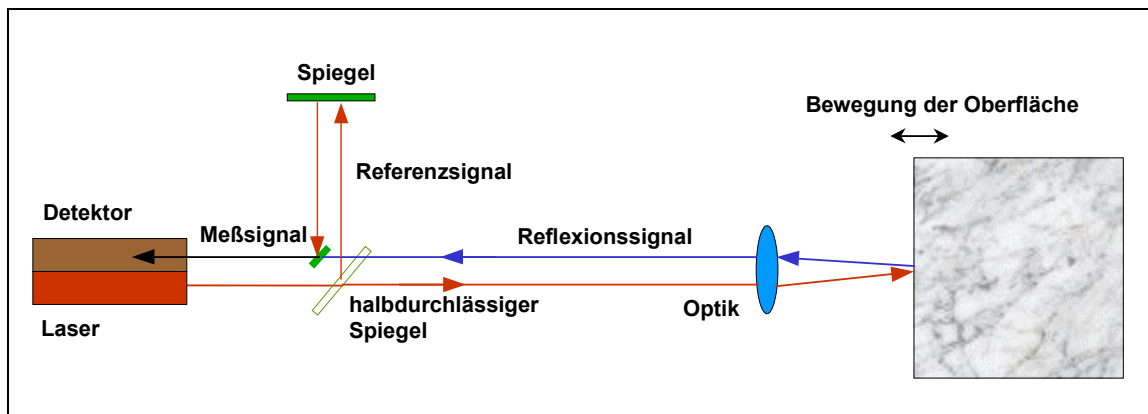 Spiegel
Bewegung der Oberfläche
Referenzsignal
Detektor
Meßsignal
Reflexionssignal
halbdurchlässiger
Spiegel
Optik
Laser